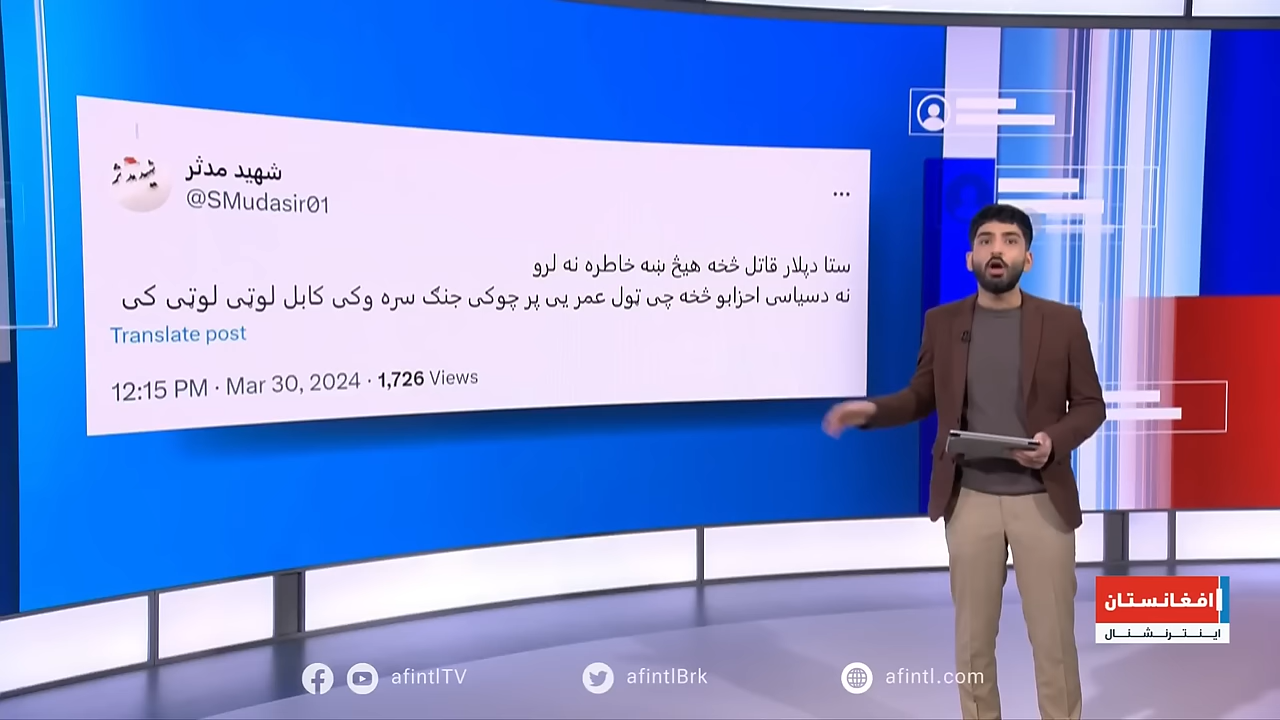 شهید مدثر
@SMudasir01
ستا دپلار قاتل څخه هیڅ ښه خاطره نه لرو
نه دسیاسی احزابو څخه چی ټول عمر یی پر چوکی جنګ سره وکی کابل لوټی لوټی کی
Translate post
12:15 PM · Mar 30, 2024 · 1,726 Views
افغانستان
اینترنشنال
afintlTV
afintlBrk
afintl.com